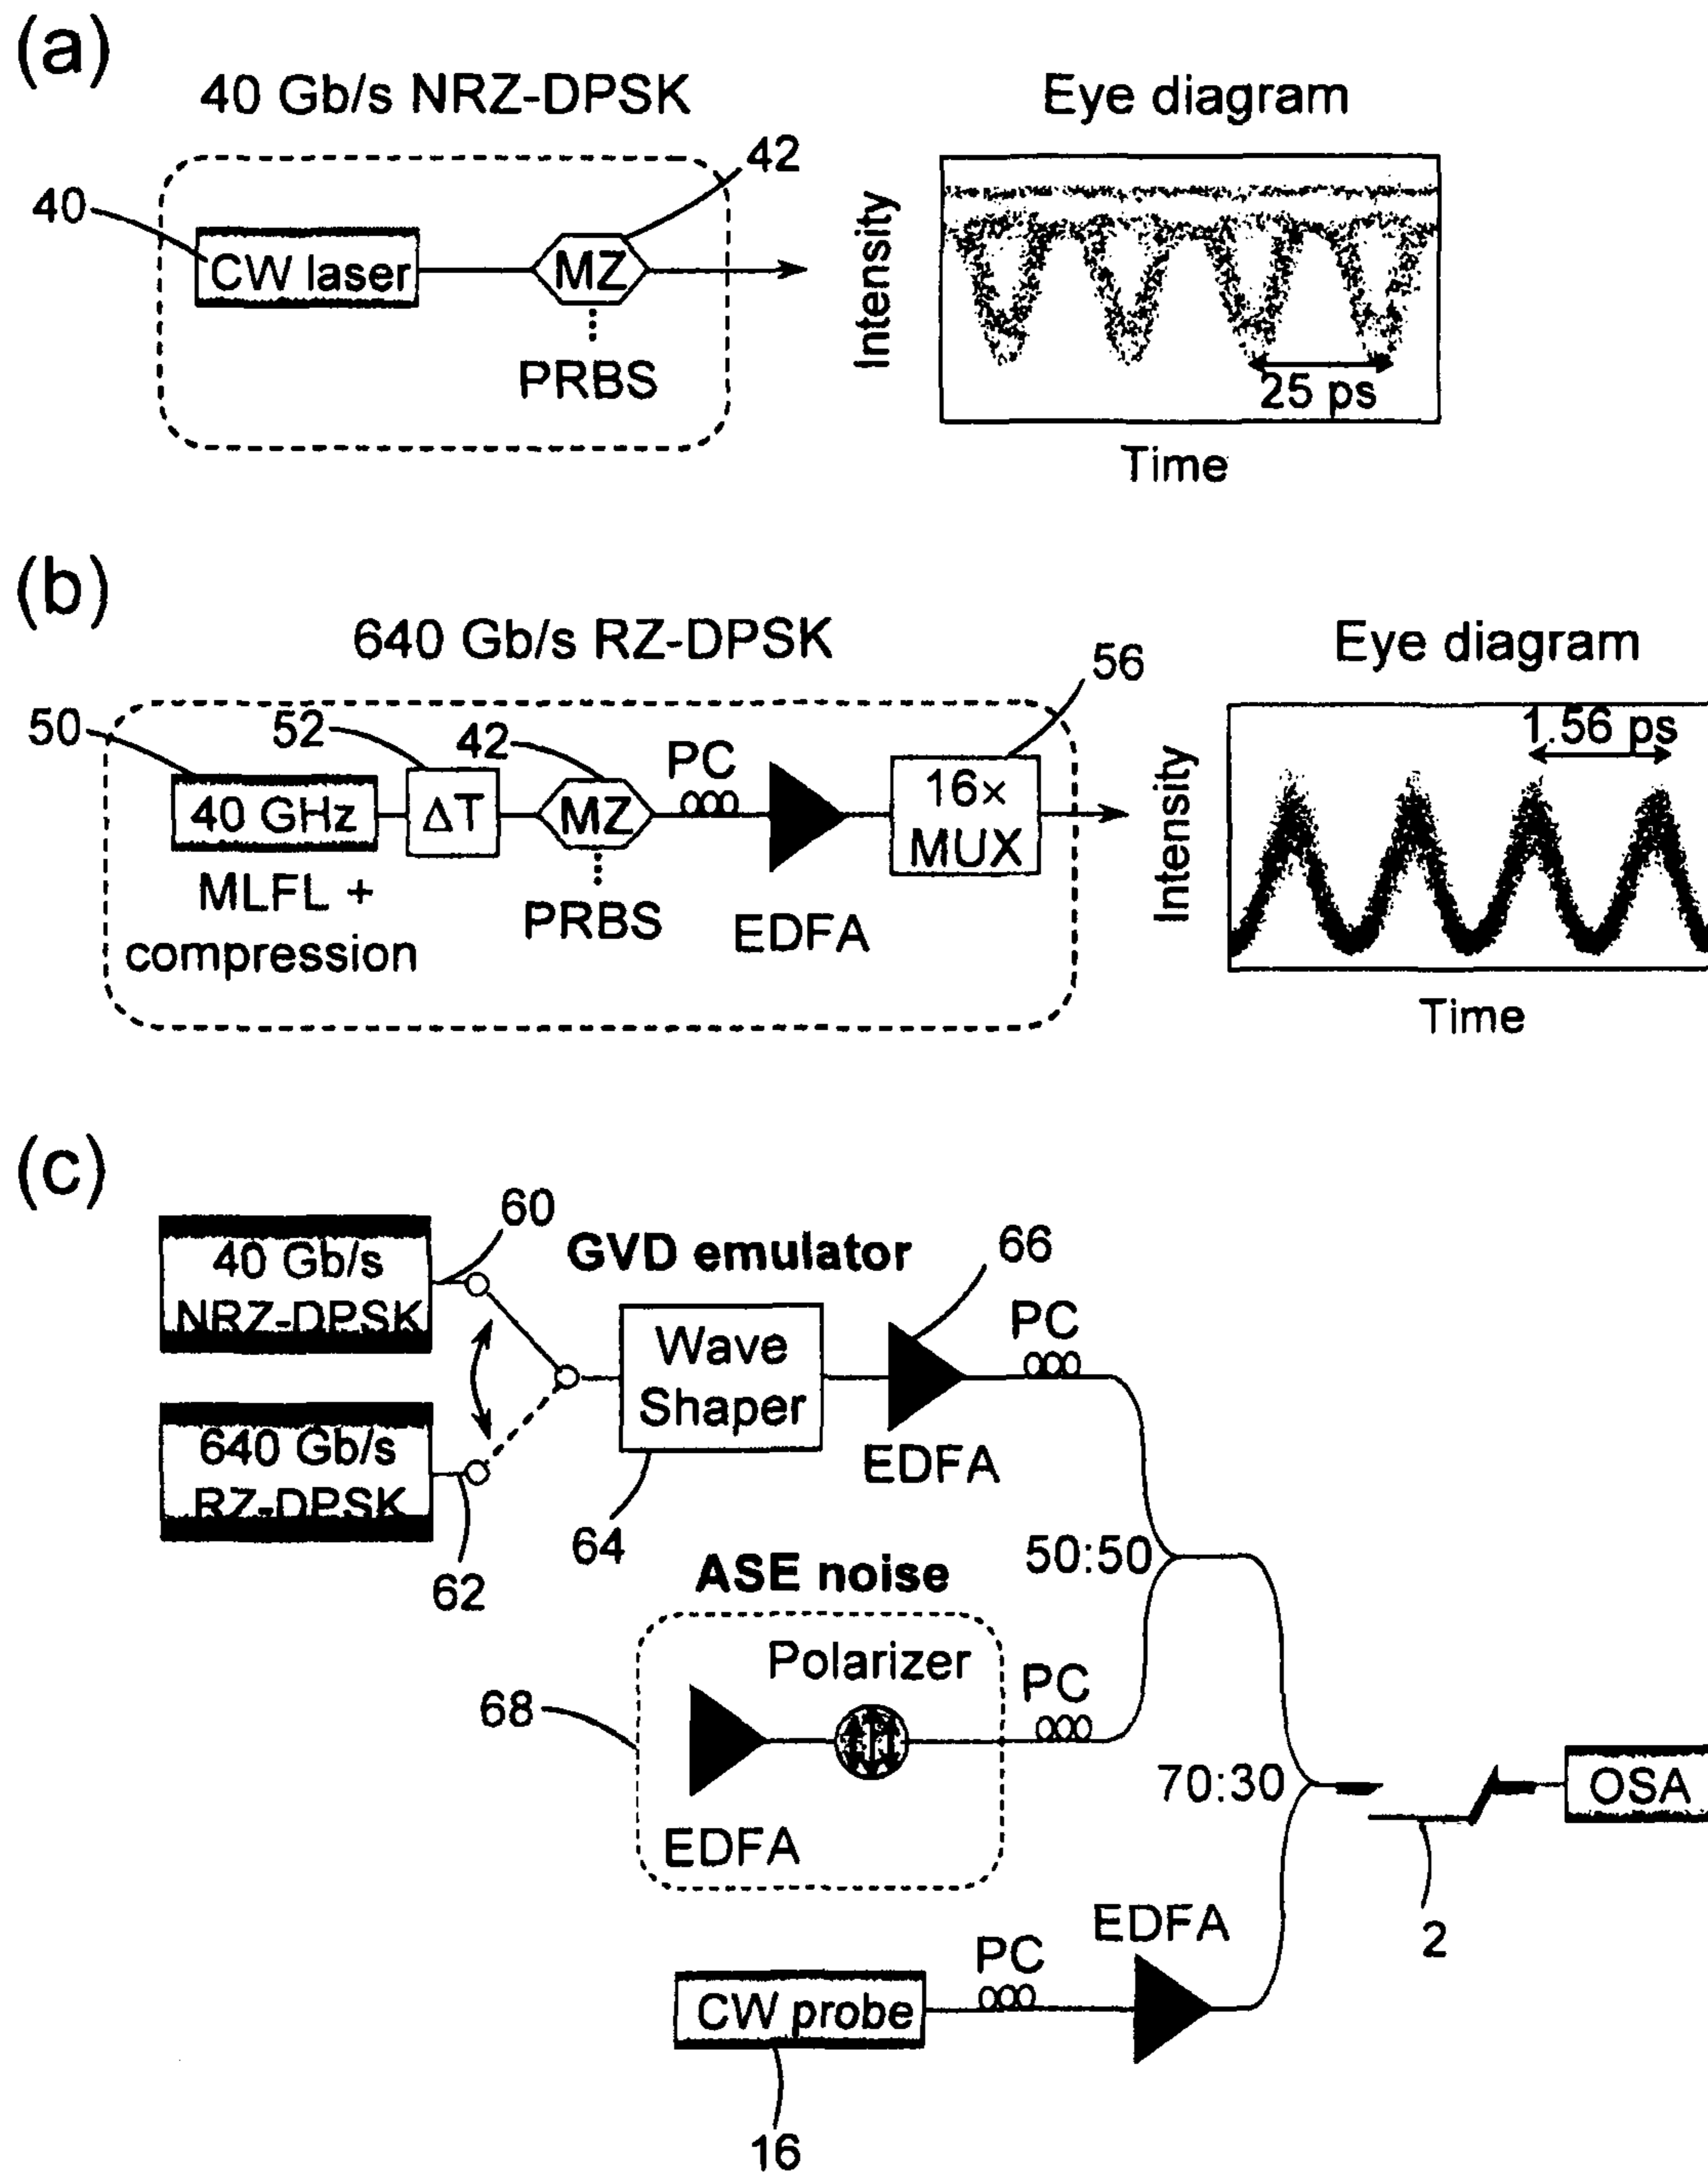 (a)
40 Gb/s NRZ-DPSK
Eye diagram
42
40
CW laser
MZ
PRBS
Intensity
25 ps
Time
(b)
640 Gb/s RZ-DPSK
Eye diagram
56
50
52
42
PC
1.56 ps
40 GHz
ΔT
MZ
16×
MUX
MLFL +
compression
PRBS
EDFA
Intensity
Time
(c)
60
40 Gb/s
NRZ-DPSK
GVD emulator
66
PC
Wave
Shaper
640 Gb/s
RZ-DPSK
EDFA
64
62
50:50
ASE noise
Polarizer
PC
68
EDFA
70:30
OSA
2
EDFA
PC
CW probe
16